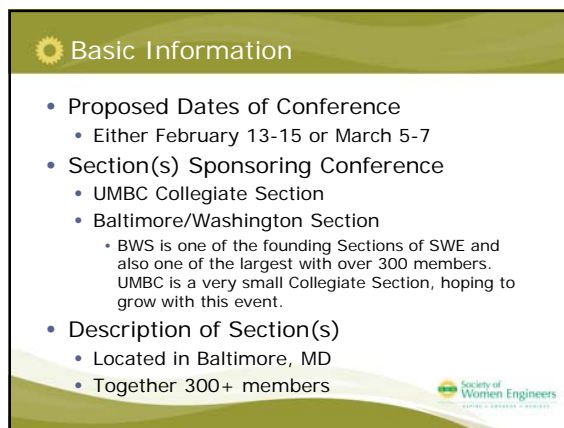 Basic Information
• Proposed Dates of Conference
• Either February 13-15 or March 5-7
• Section(s) Sponsoring Conference
• UMBC Collegiate Section
• Baltimore/Washington Section
• BWS is one of the founding Sections of SWE and
also one of the largest with over 300 members.
UMBC is a very small Collegiate Section, hoping to
grow with this event.
• Description of Section(s)
• Located in Baltimore, MD
• Together 300+ members
Society of
Women Engineers